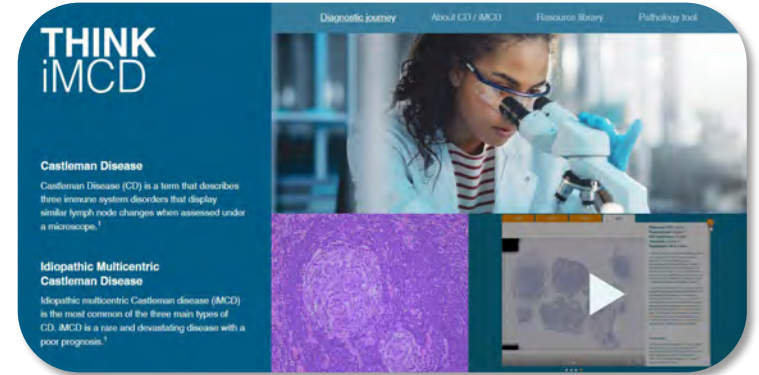 THINK
iMCD
Diagnostic journey
About CD / iMCD
Resource library
Pathology tool
Castleman Disease
Castleman Disease (CD) is a term that describes
three immune system disorders that display
similar lymph node changes when assessed under
a microscope.¹
Idiopathic Multicentric
Castleman Disease
Idiopathic multicentric Castleman disease (iMCD)
is the most common of the three main types of
CD. iMCD is a rare and devastating disease with a
poor prognosis.¹